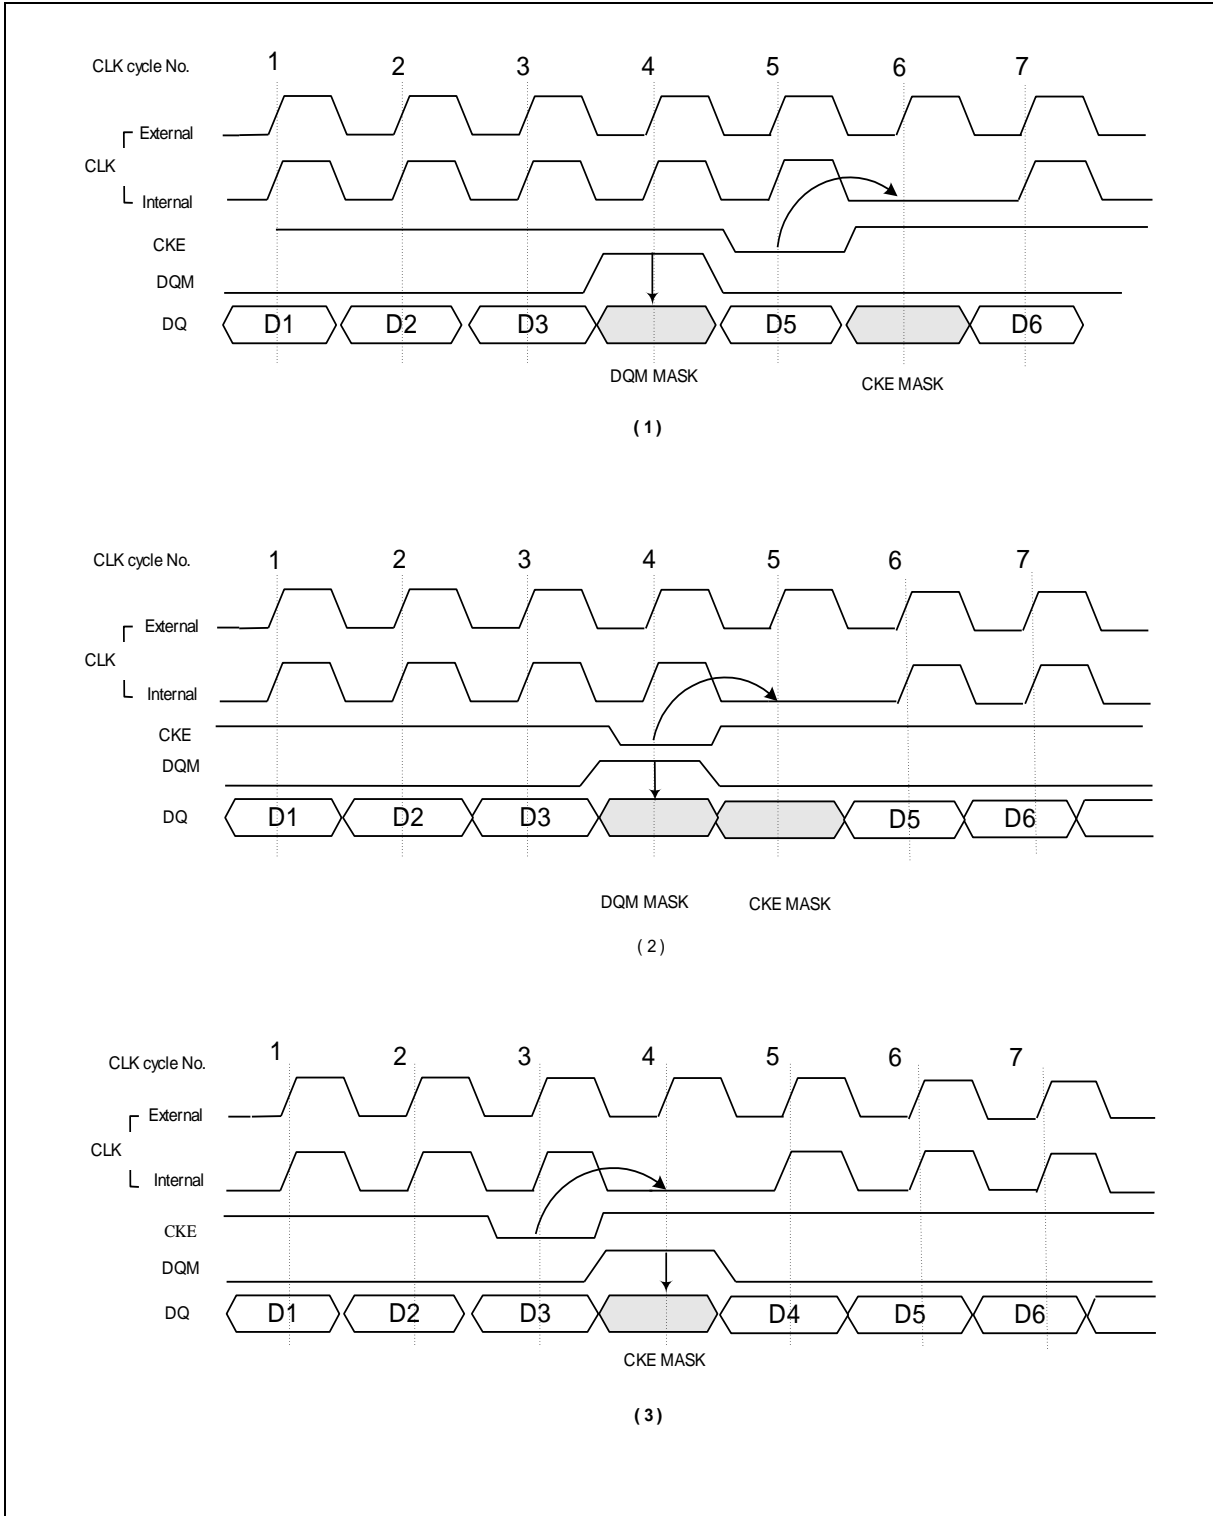 CLK cycle No. 1 2 3 4 5 6 7
External
CLK
Internal
CKE
DQM
DQ D1 D2 D3 D5 D6
DQM MASK CKE MASK
( 1 )
CLK cycle No. 1 2 3 4 5 6 7
External
CLK
Internal
CKE
DQM
DQ D1 D2 D3 D5 D6
DQM MASK CKE MASK
( 2 )
CLK cycle No. 1 2 3 4 5 6 7
External
CLK
Internal
CKE
DQM
DQ D1 D2 D3 D4 D5 D6
CKE MASK
( 3 )